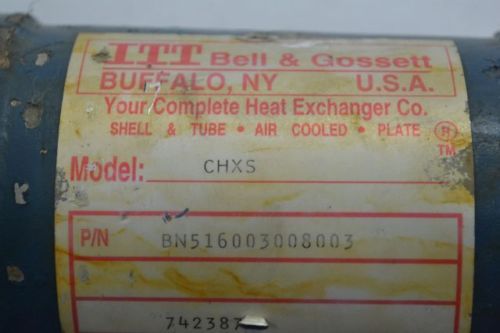 ITT Bell & Gossett
BUFFALO, NY U.S.A.
Your Complete Heat Exchanger Co.
SHELL & TUBE • AIR COOLED • PLATE ®
TM
Model: CHXS
P/N BN516003008003
742387